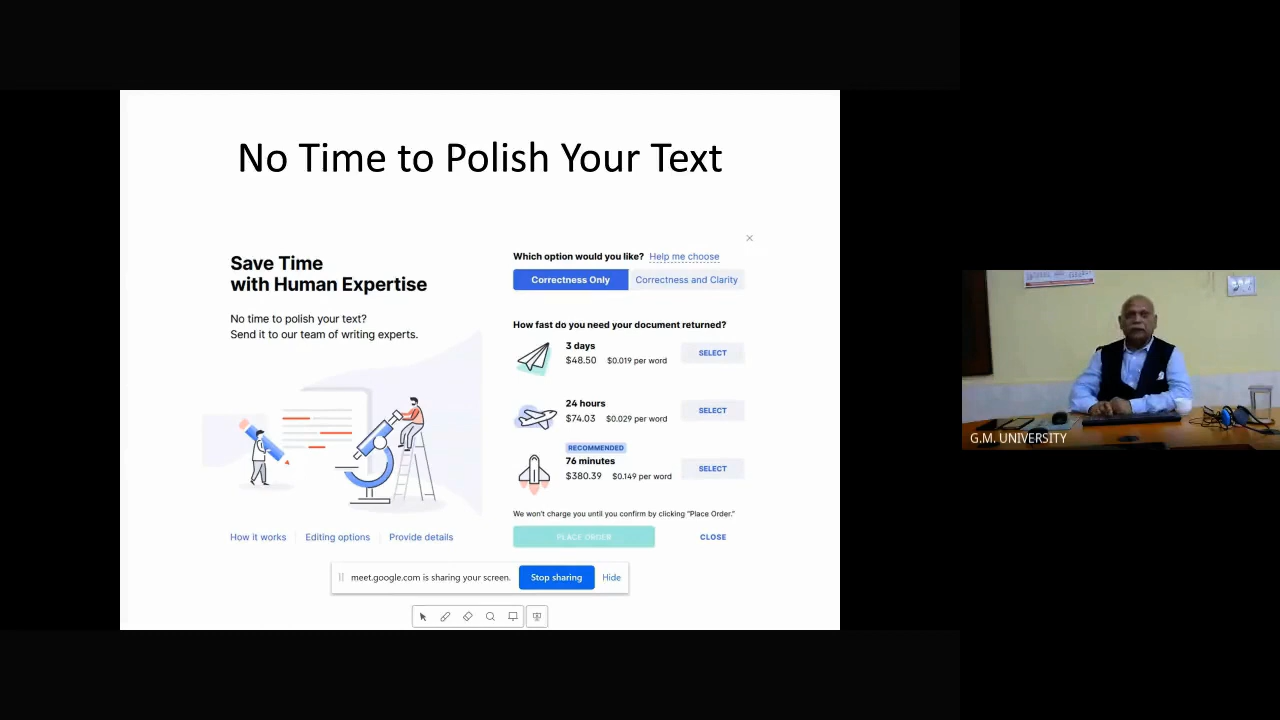 No Time to Polish Your Text
Save Time
with Human Expertise
No time to polish your text?
Send it to our team of writing experts.
How it works
Editing options
Provide details
Which option would you like? Help me choose
Correctness Only
Correctness and Clarity
How fast do you need your document returned?
3 days
$48.50 $0.019 per word
SELECT
24 hours
$74.03 $0.029 per word
SELECT
RECOMMENDED
76 minutes
$380.39 $0.149 per word
SELECT
We won't charge you until you confirm by clicking "Place Order."
PLACE ORDER
CLOSE
meet.google.com is sharing your screen.
Stop sharing
Hide
G.M. UNIVERSITY